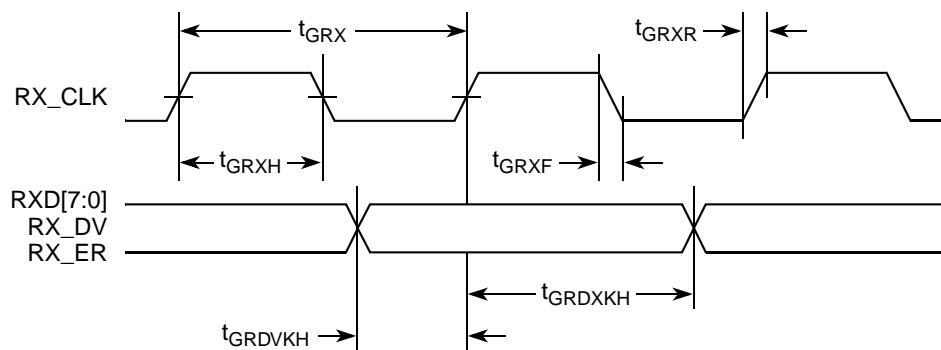 tGRX
tGRXR
RX_CLK
tGRXH
tGRXF
RXD[7:0]
RX_DV
RX_ER
tGRDXKH
tGRDVKH